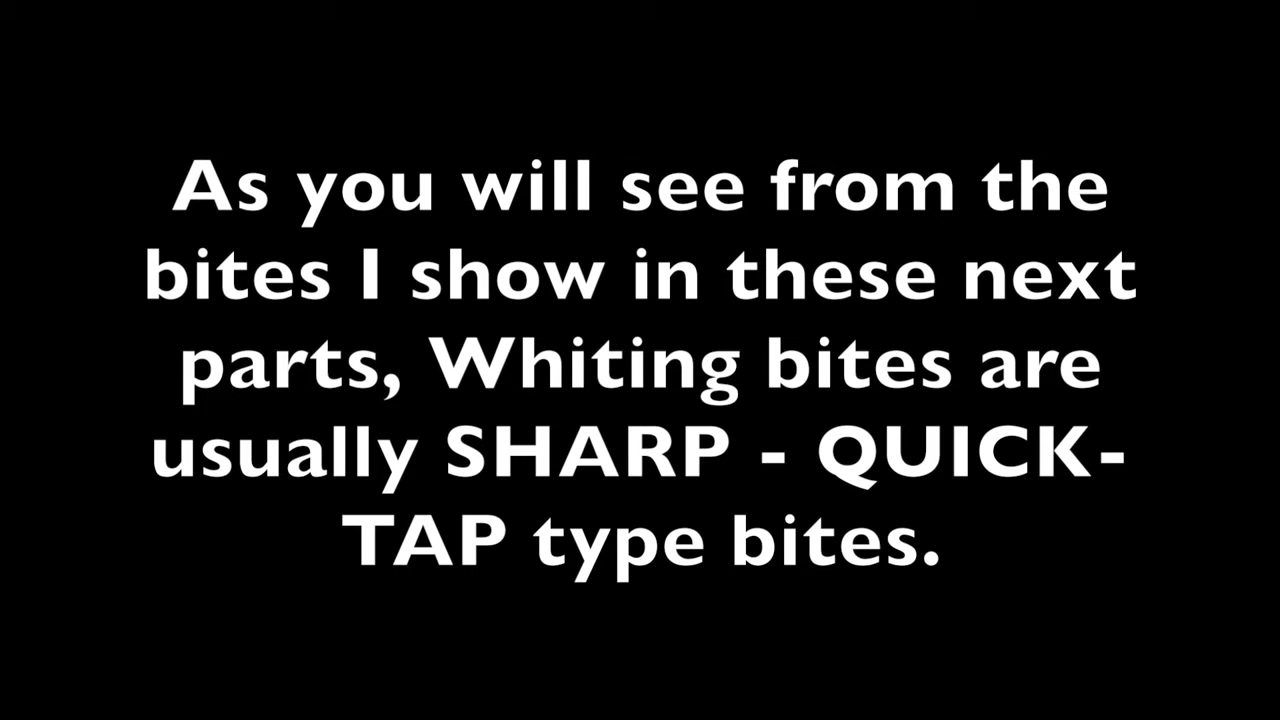 As you will see from the
bites I show in these next
parts, Whiting bites are
usually SHARP - QUICK-
TAP type bites.